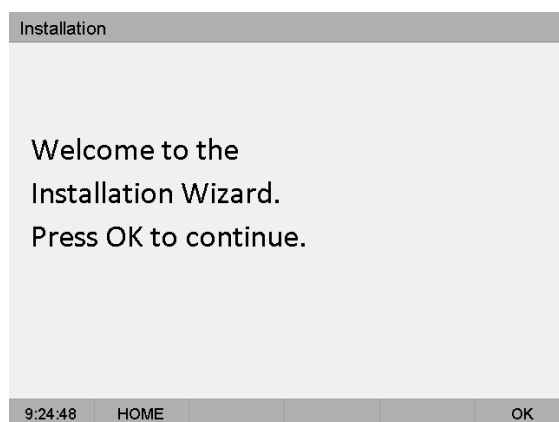 Installation
Welcome to the
Installation Wizard.
Press OK to continue.
9:24:48 HOME OK